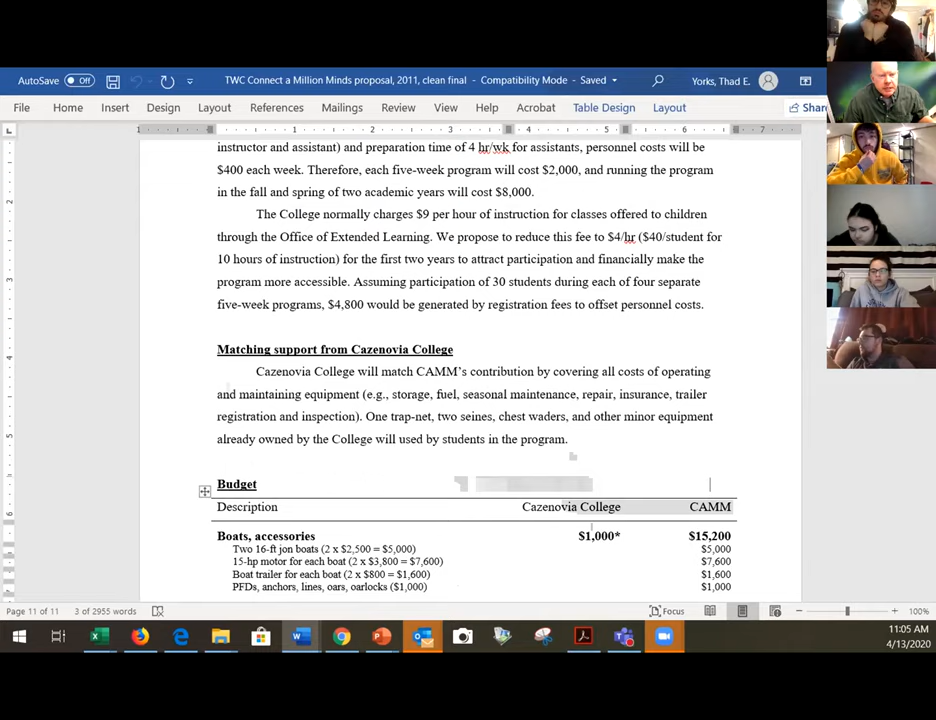 AutoSave Off TWC Connect a Million Minds proposal, 2011, clean final - Compatibility Mode - Saved Yorks, Thad E.
File Home Insert Design Layout References Mailings Review View Help Acrobat Table Design Layout Share
1 1 2 3 4 5 6 7
instructor and assistant) and preparation time of 4 hr/wk for assistants, personnel costs will be
$400 each week. Therefore, each five-week program will cost $2,000, and running the program
in the fall and spring of two academic years will cost $8,000.
The College normally charges $9 per hour of instruction for classes offered to children
through the Office of Extended Learning. We propose to reduce this fee to $4/hr ($40/student for
10 hours of instruction) for the first two years to attract participation and financially make the
program more accessible. Assuming participation of 30 students during each of four separate
five-week programs, $4,800 would be generated by registration fees to offset personnel costs.
Matching support from Cazenovia College
Cazenovia College will match CAMM's contribution by covering all costs of operating
and maintaining equipment (e.g., storage, fuel, seasonal maintenance, repair, insurance, trailer
registration and inspection). One trap-net, two seines, chest waders, and other minor equipment
already owned by the College will used by students in the program.
Budget
Description Cazenovia College CAMM
Boats, accessories $1,000* $15,200
Two 16-ft jon boats (2 x $2,500 = $5,000) $5,000
15-hp motor for each boat (2 x $3,800 = $7,600) $7,600
Boat trailer for each boat (2 x $800 = $1,600) $1,600
PFDs, anchors, lines, oars, oarlocks ($1,000) $1,000
Page 11 of 11 3 of 2955 words Focus 100%
11:05 AM
4/13/2020